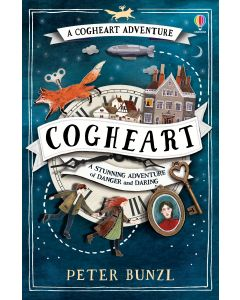 A COGHEART ADVENTURE
COGHEART
A STUNNING ADVENTURE
of DANGER and DARING
PETER BUNZL